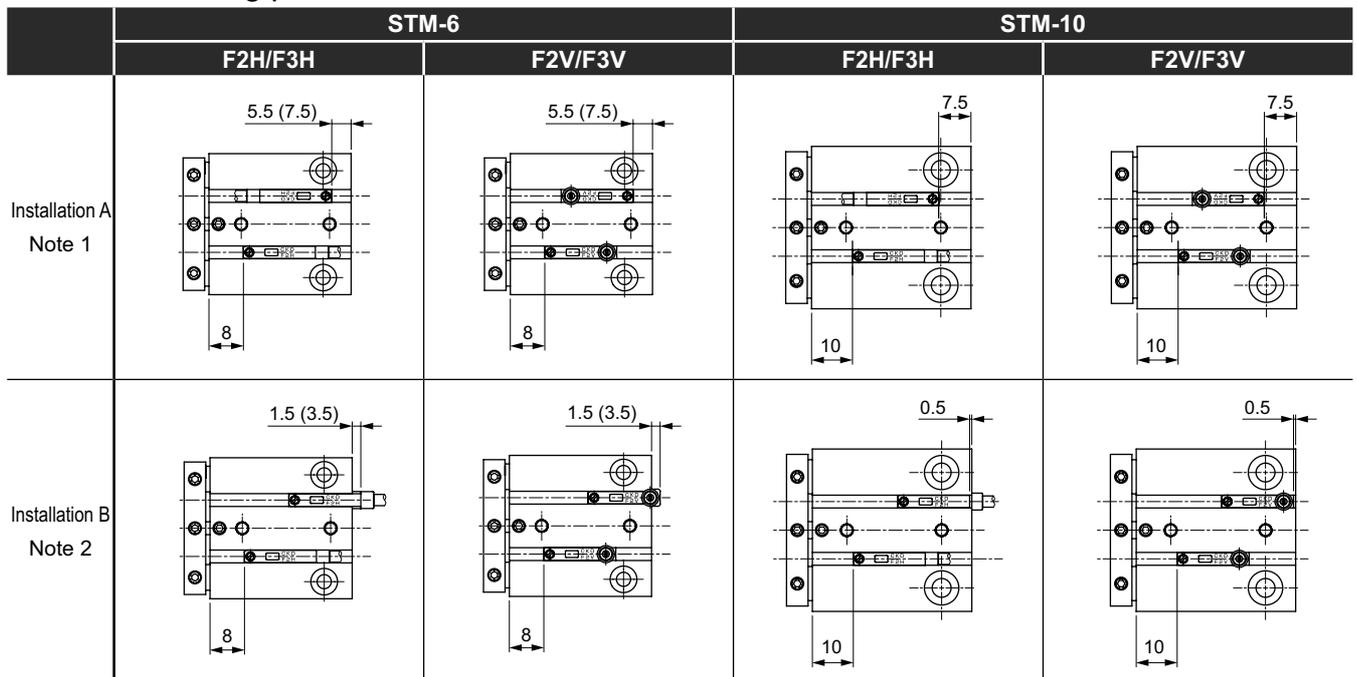 STM-6 STM-10
F2H/F3H F2V/F3V F2H/F3H F2V/F3V
5.5 (7.5) 5.5 (7.5) 7.5 7.5
Installation A
Note 1
8 8 10 10
1.5 (3.5) 1.5 (3.5) 0.5 0.5
Installation B
Note 2
8 8 10 10